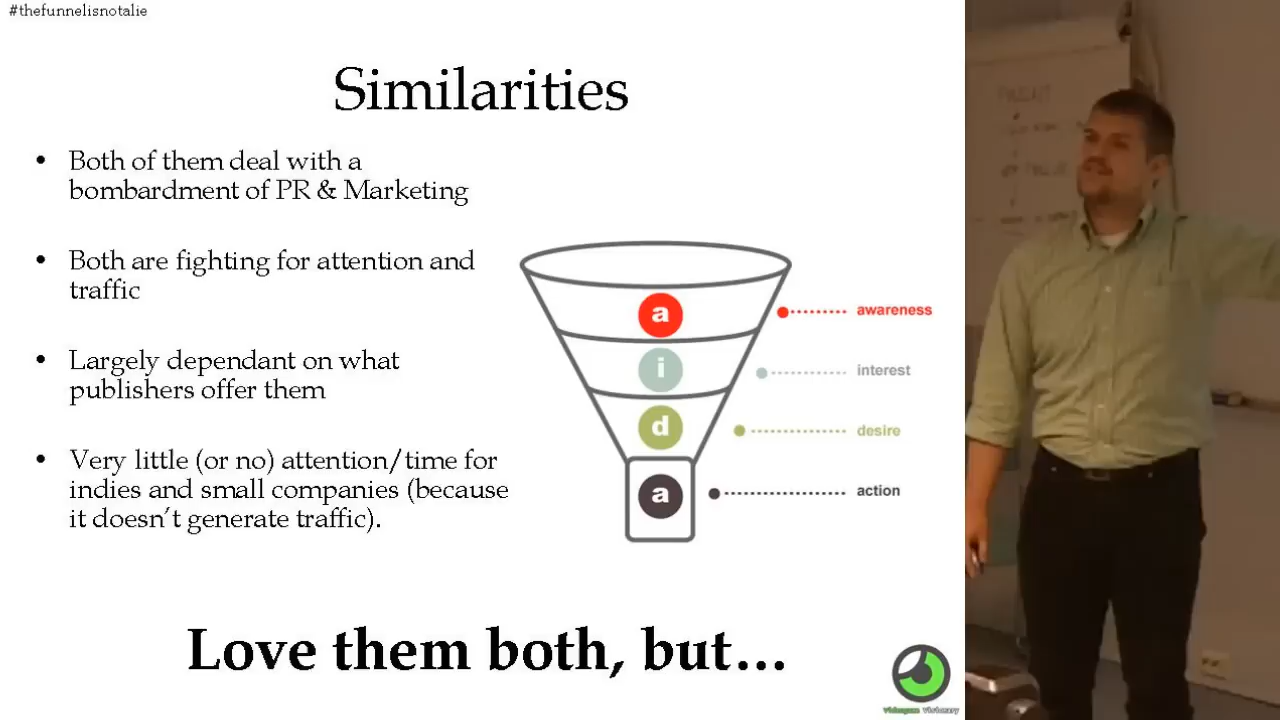 #thefunnelisnotalie
Similarities
• Both of them deal with a
bombardment of PR & Marketing
• Both are fighting for attention and
traffic
• Largely dependant on what
publishers offer them
• Very little (or no) attention/time for
indies and small companies (because
it doesn't generate traffic).
a
awareness
i
interest
d
desire
a
action
Love them both, but...
Videogame Visionary